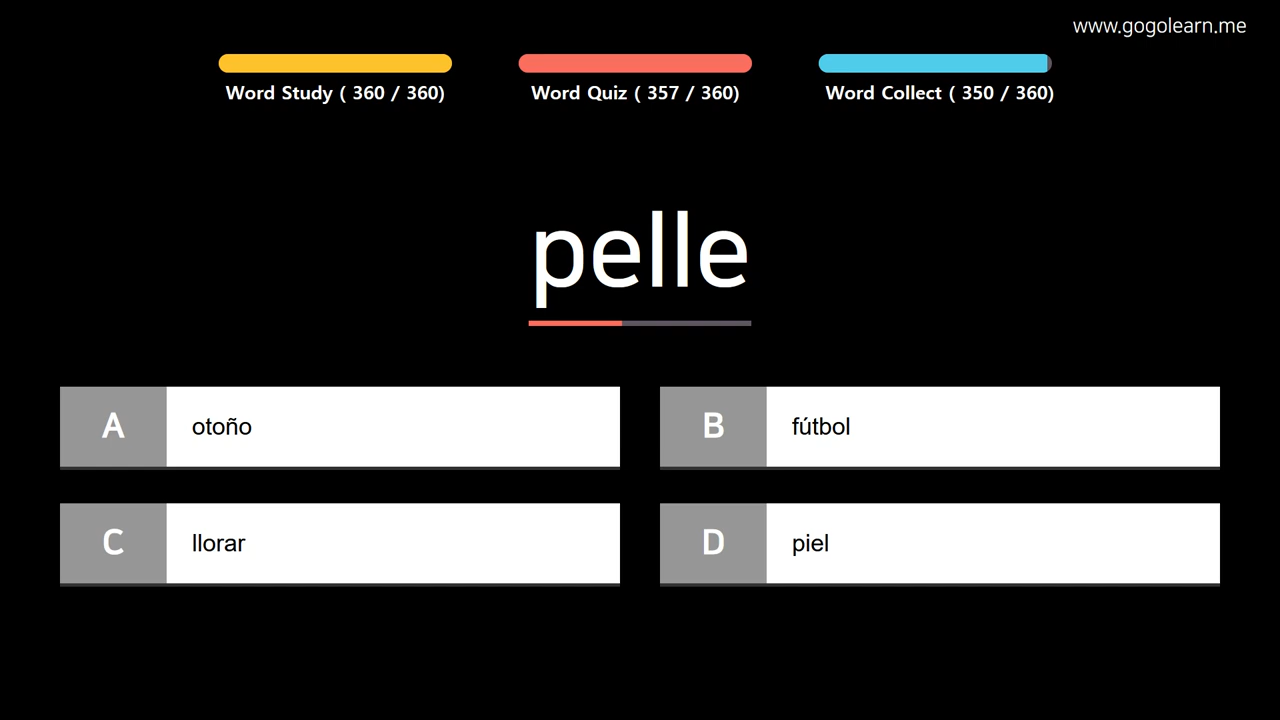 www.gogolearn.me
Word Study ( 360 / 360)
Word Quiz ( 357 / 360)
Word Collect ( 350 / 360)
pelle
A
otoño
B
fútbol
C
llorar
D
piel